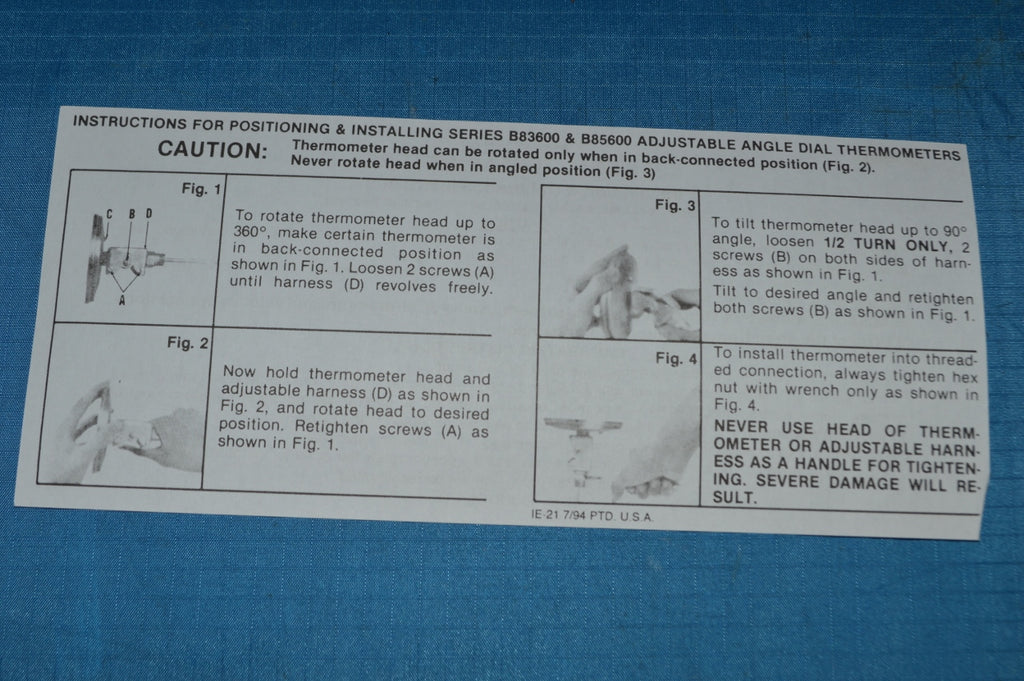 INSTRUCTIONS FOR POSITIONING & INSTALLING SERIES B83600 & B85600 ADJUSTABLE ANGLE DIAL THERMOMETERS
CAUTION: Thermometer head can be rotated only when in back-connected position (Fig. 2).
Never rotate head when in angled position (Fig. 3)
Fig. 1
C B D
A
To rotate thermometer head up to
360°, make certain thermometer is
in back-connected position as
shown in Fig. 1. Loosen 2 screws (A)
until harness (D) revolves freely.
Fig. 2
Now hold thermometer head and
adjustable harness (D) as shown in
Fig. 2, and rotate head to desired
position. Retighten screws (A) as
shown in Fig. 1.
Fig. 3
To tilt thermometer head up to 90°
angle, loosen 1/2 TURN ONLY, 2
screws (B) on both sides of harn-
ess as shown in Fig. 1.
Tilt to desired angle and retighten
both screws (B) as shown in Fig. 1.
Fig. 4
To install thermometer into thread-
ed connection, always tighten hex
nut with wrench only as shown in
Fig. 4.
NEVER USE HEAD OF THERM-
OMETER OR ADJUSTABLE HARN-
ESS AS A HANDLE FOR TIGHTEN-
ING. SEVERE DAMAGE WILL RE-
SULT.
IE-21 7/94 PTD. U.S.A.